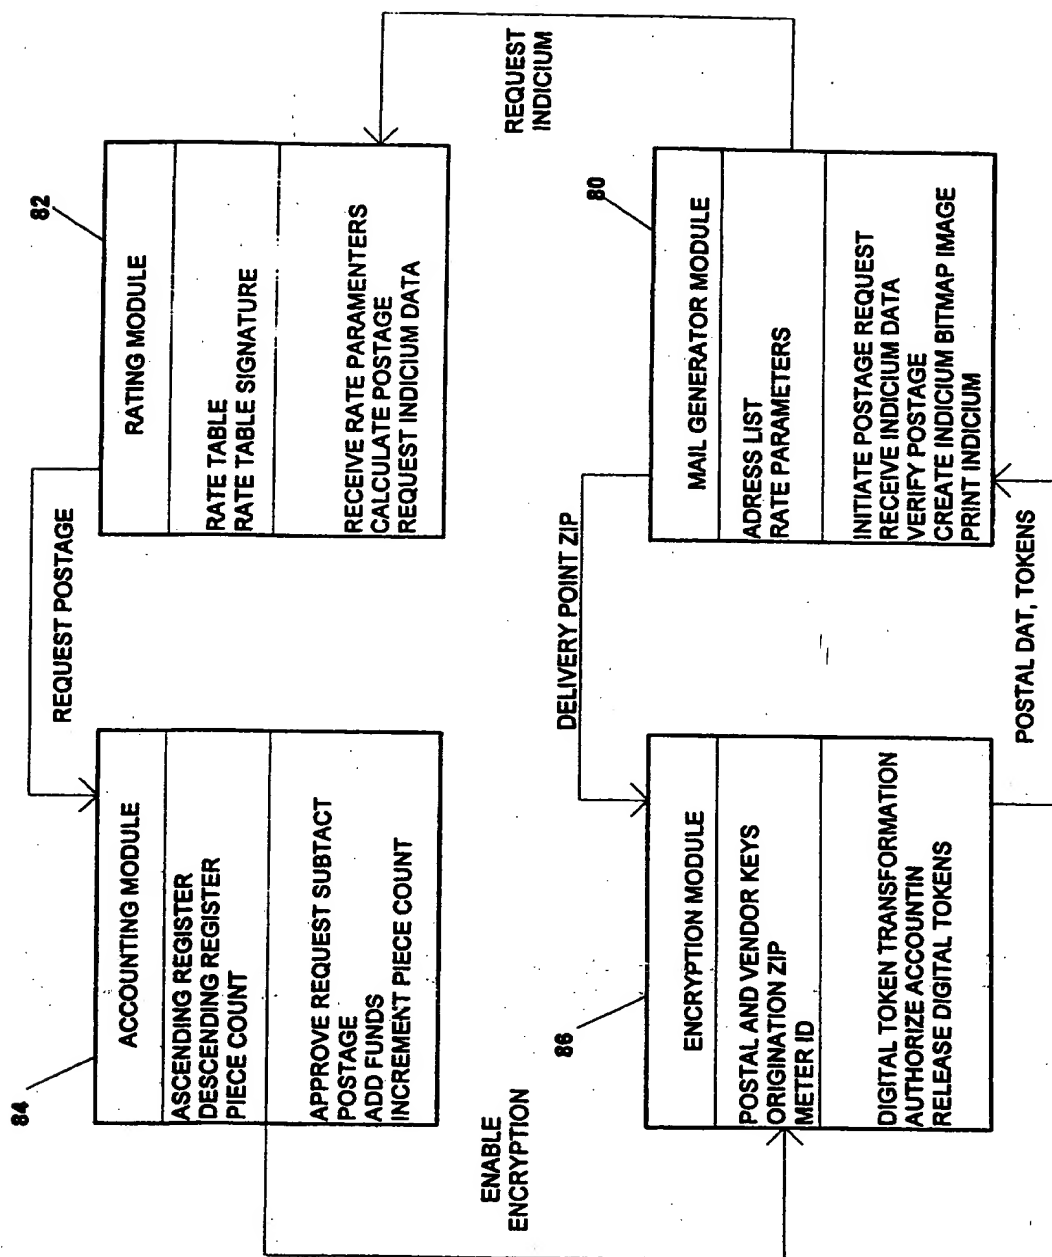 84
ACCOUNTING MODULE
ASCENDING REGISTER
DESCENDING REGISTER
PIECE COUNT
APPROVE REQUEST SUBTACT
POSTAGE
ADD FUNDS
INCREMENT PIECE COUNT
REQUEST POSTAGE
82
RATING MODULE
RATE TABLE
RATE TABLE SIGNATURE
RECEIVE RATE PARAMENTERS
CALCULATE POSTAGE
REQUEST INDICIUM DATA
ENABLE
ENCRYPTION
REQUEST
INDICIUM
86
ENCRYPTION MODULE
POSTAL AND VENDOR KEYS
ORIGINATION ZIP
METER ID
DIGITAL TOKEN TRANSFORMATION
AUTHORIZE ACCOUNTIN
RELEASE DIGITAL TOKENS
DELIVERY POINT ZIP
80
MAIL GENERATOR MODULE
ADRESS LIST
RATE PARAMETERS
INITIATE POSTAGE REQUEST
RECEIVE INDICIUM DATA
VERIFY POSTAGE
CREATE INDICIUM BITMAP IMAGE
PRINT INDICIUM
POSTAL DAT, TOKENS